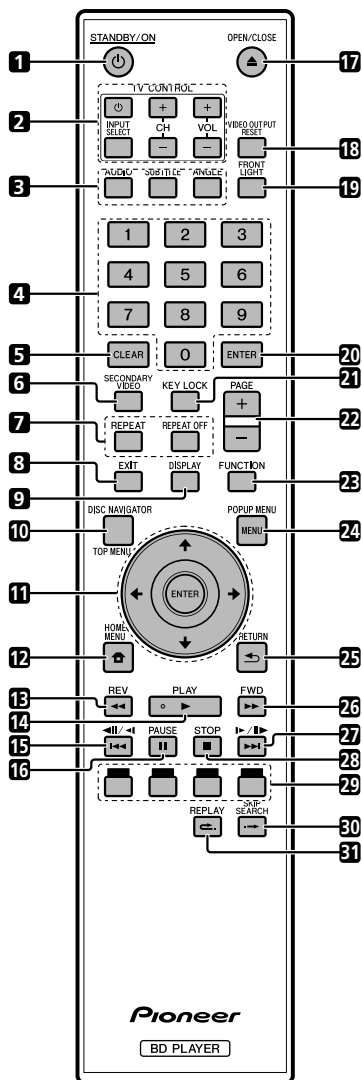 STANDBY/ON OPEN/CLOSE
1 17
TV CONTROL
2 + +
INPUT SELECT CH VOL VIDEO OUTPUT RESET
− − 18
3 AUDIO SUBTITLE ANGLE FRONT LIGHT 19
1 2 3
4 4 5 6
7 8 9
5 CLEAR 0 ENTER 20
6 SECONDARY VIDEO KEY LOCK PAGE 21
+ 22
7 REPEAT REPEAT OFF −
8 EXIT DISPLAY FUNCTION 23
9
10 DISC NAVIGATOR POPUP MENU
TOP MENU MENU 24
11 ENTER
12 HOME MENU RETURN 25
13 REV PLAY FWD 26
14
15 PAUSE STOP 27
16 28
29
REPLAY SKIP SEARCH 30
31
Pioneer
BD PLAYER